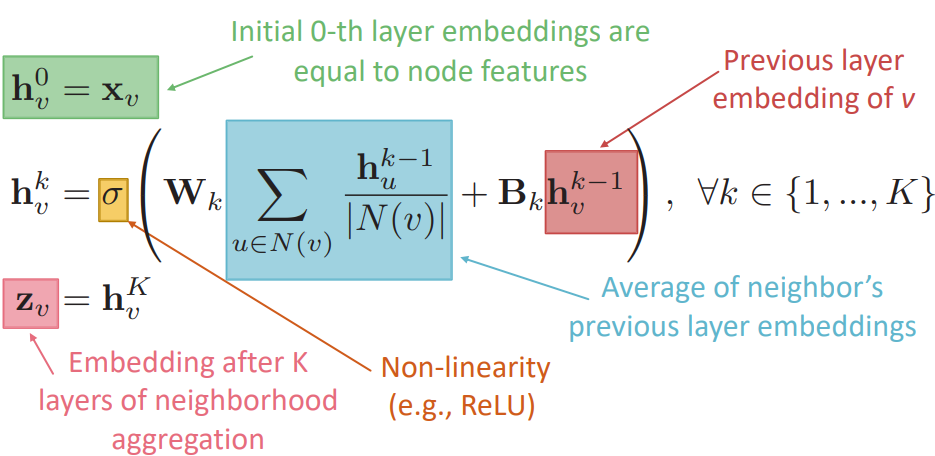 Initial 0-th layer embeddings are
equal to node features
Previous layer
embedding of v
h_v^0 = x_v
h_v^k = σ ( W_k ∑_{u∈N(v)} h_u^{k−1} / |N(v)| + B_k h_v^{k−1} ) , ∀k ∈ {1, ..., K}
z_v = h_v^K
Average of neighbor's
previous layer embeddings
Embedding after K
layers of neighborhood
aggregation
Non-linearity
(e.g., ReLU)